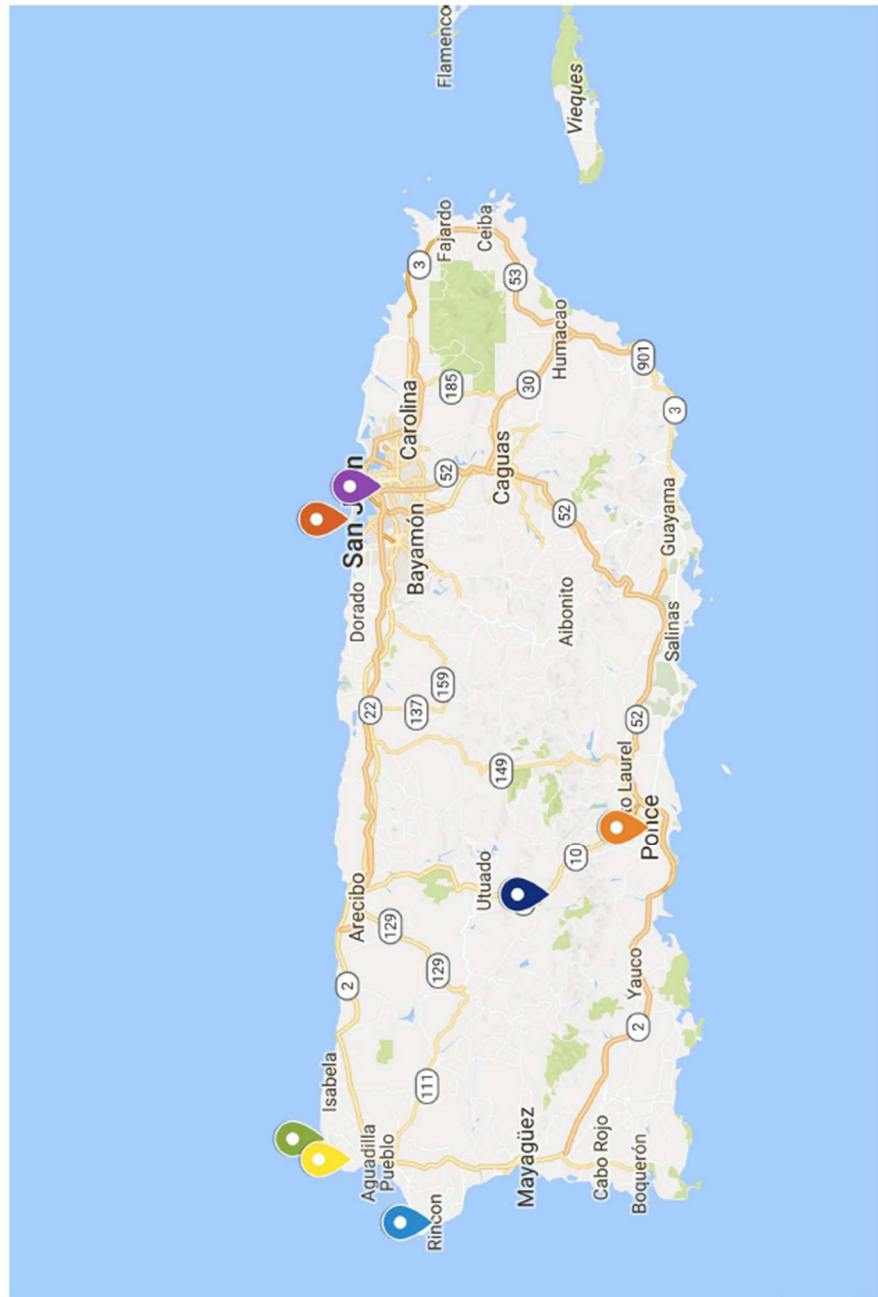 Isabela
2
Arecibo
Dorado
San
22
Aguadilla
Pueblo
129
111
129
137
159
Bayamón
Carolina
3
Rincon
185
52
Fajardo
Flamenco
Utuado
149
Caguas
Ceiba
Mayagüez
30
53
10
Aibonito
52
Humacao
Vieques
Cabo Rojo
Yauco
2
Laurel
52
901
Boquerón
Ponce
Salinas
Guayama
3